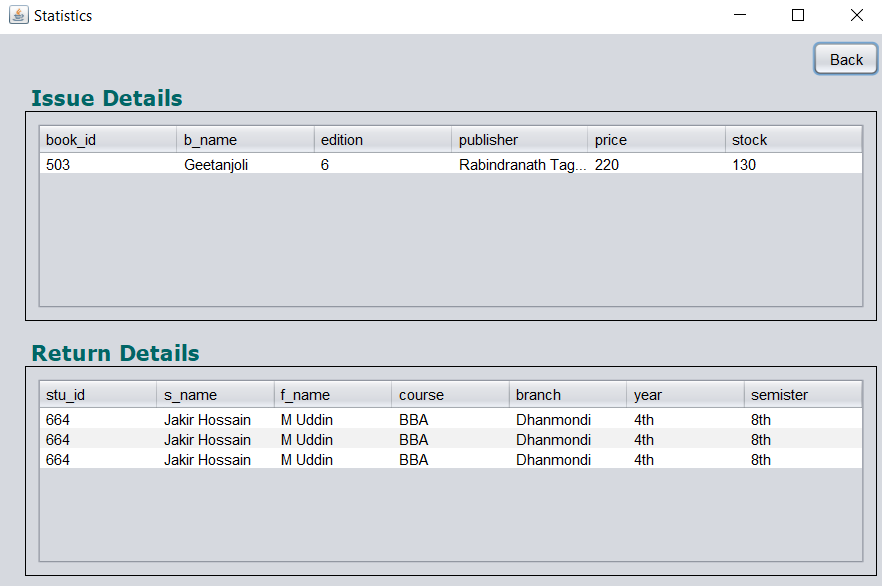 Statistics
Back
Issue Details
book_id b_name edition publisher price stock
503 Geetanjoli 6 Rabindranath Tag... 220 130
Return Details
stu_id s_name f_name course branch year semister
664 Jakir Hossain M Uddin BBA Dhanmondi 4th 8th
664 Jakir Hossain M Uddin BBA Dhanmondi 4th 8th
664 Jakir Hossain M Uddin BBA Dhanmondi 4th 8th